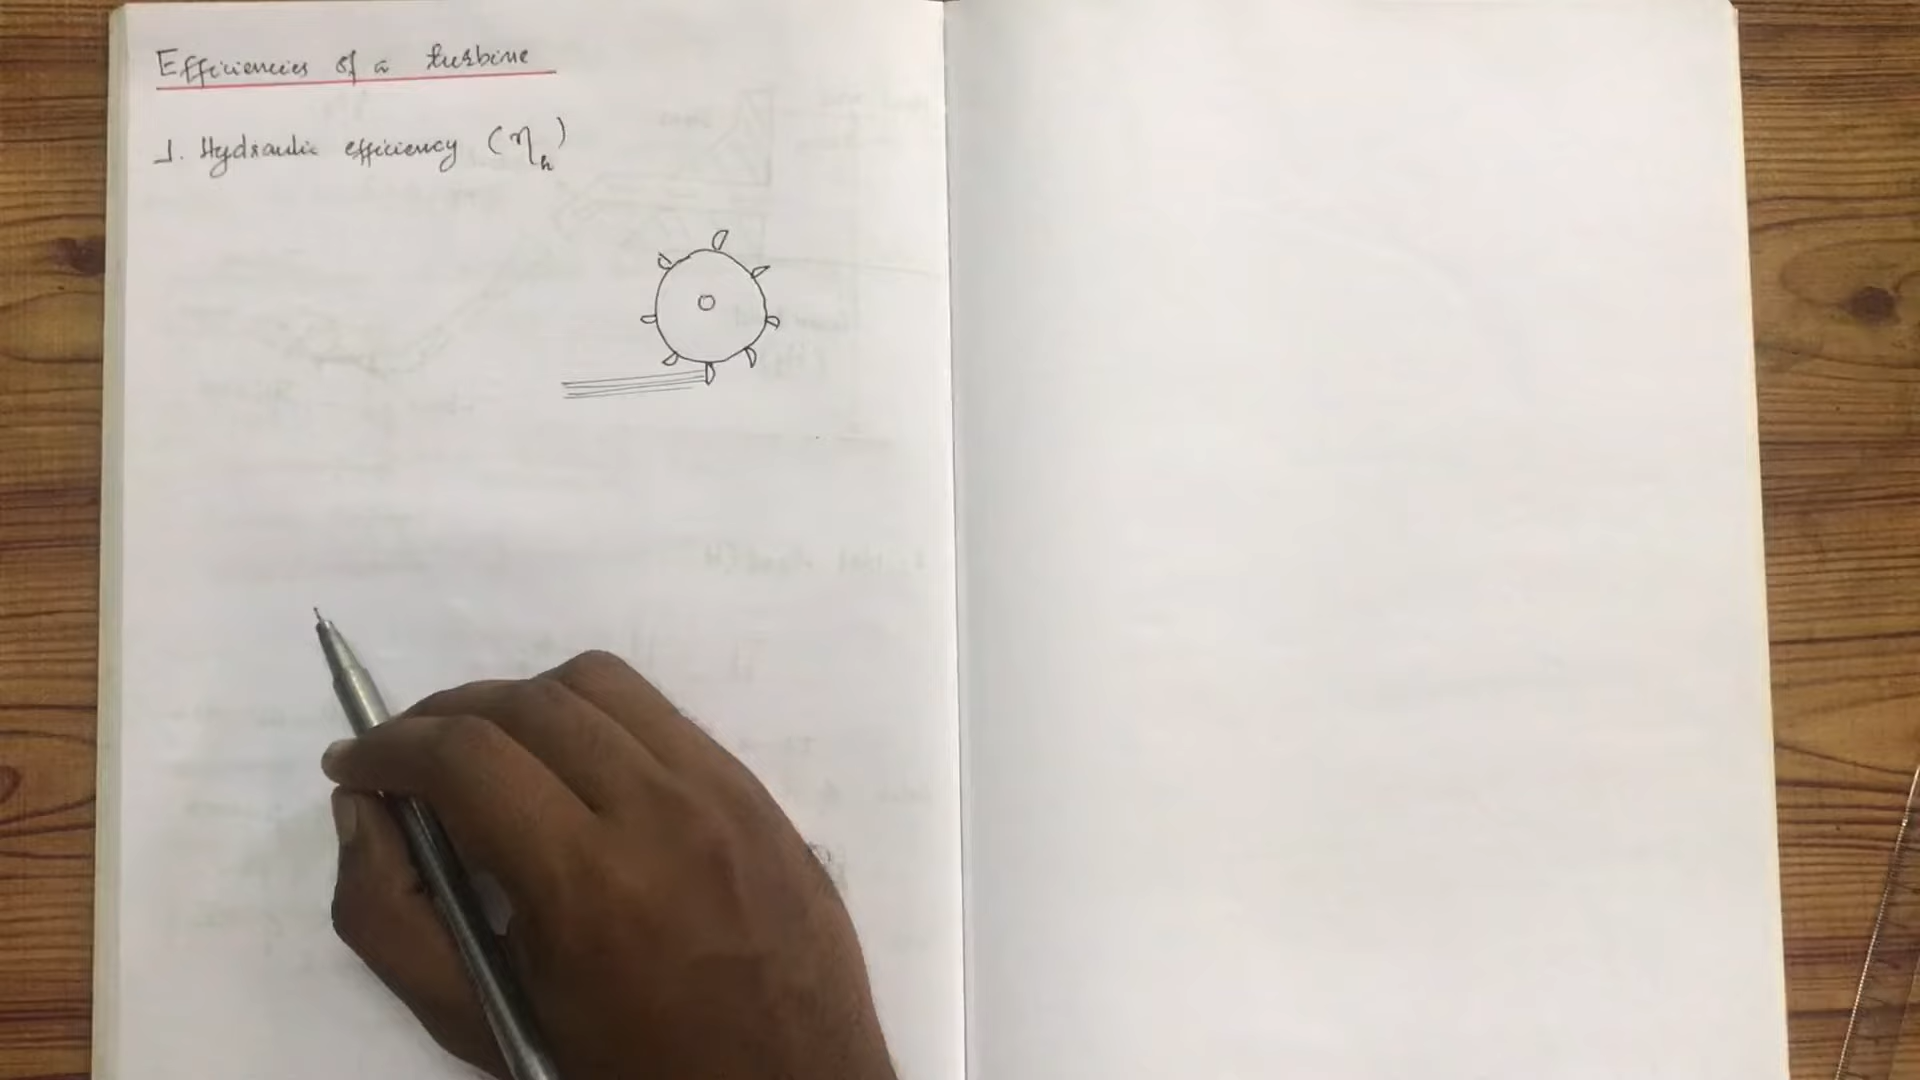 Efficiencies of a turbine
1. Hydraulic efficiency (ηh)